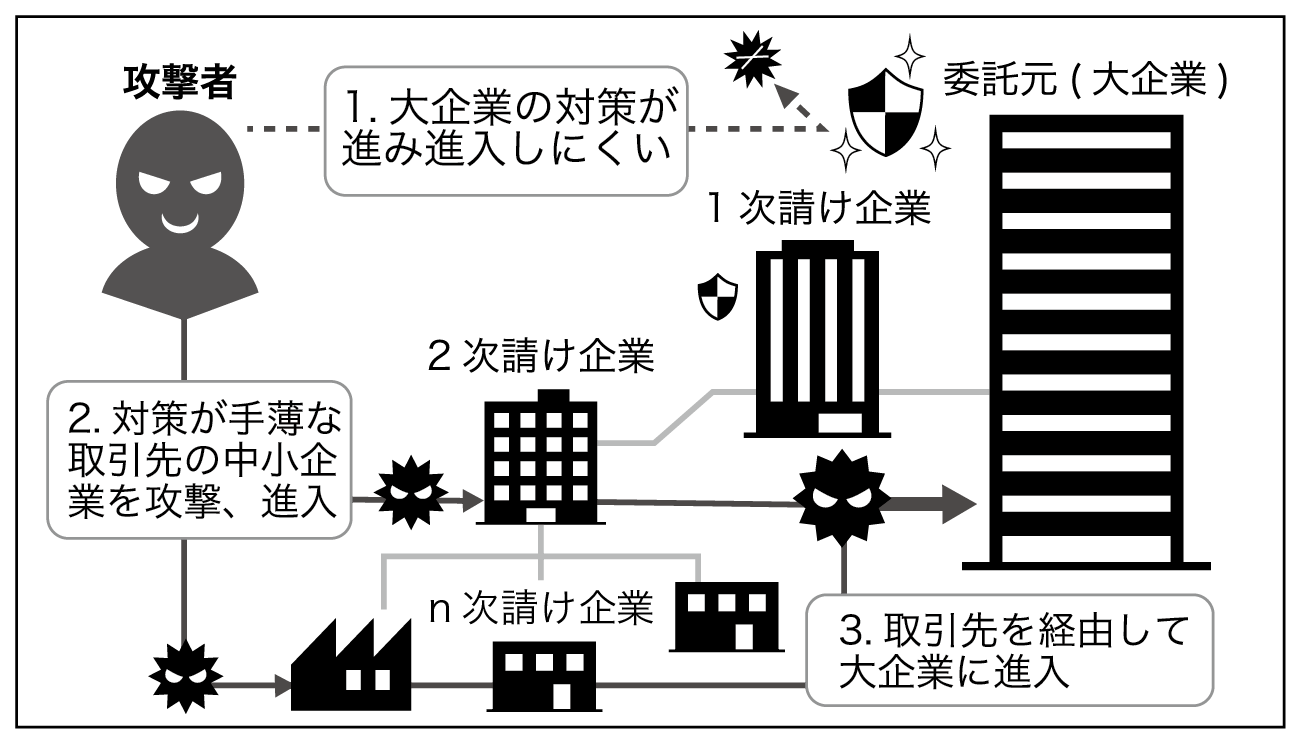 攻撃者
1. 大企業の対策が
進み進入しにくい
委託元 ( 大企業 )
1 次請け企業
2 次請け企業
2. 対策が手薄な
取引先の中小企
業を攻撃、進入
n 次請け企業
3. 取引先を経由して
大企業に進入